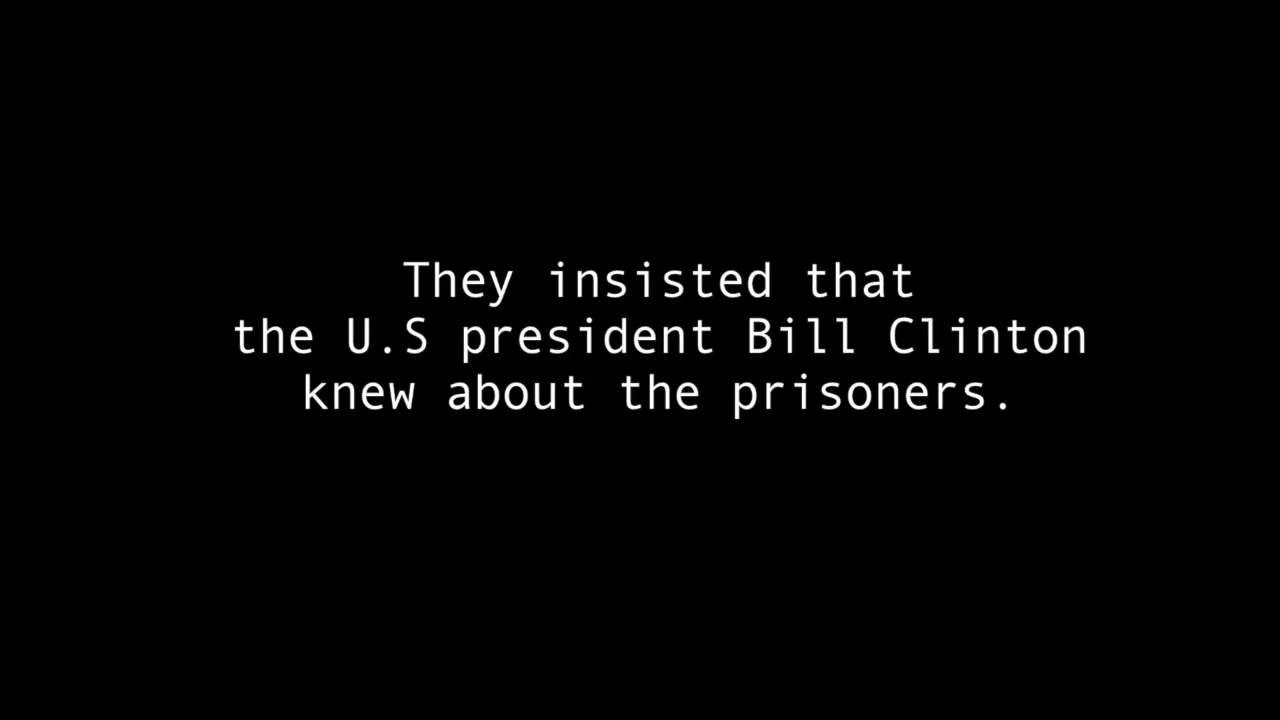 They insisted that
the U.S president Bill Clinton
knew about the prisoners.